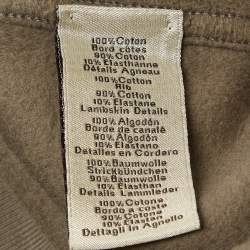 100% Coton
Bord côtes
90% Coton
10% Elasthanne
Détails Agneau
100% Cotton
Rib
90% Cotton
10% Elastane
Lambskin Details
100% Algodón
Borde de canalé
90% Algodón
10% Elastano
Detalles en Cordero
100% Baumwolle
Strickbündchen
90% Baumwolle
10% Elasthan
Details Lammleder
100% Cotone
Bordo a coste
90% Cotone
10% Elastan
Dettagli in Agnello